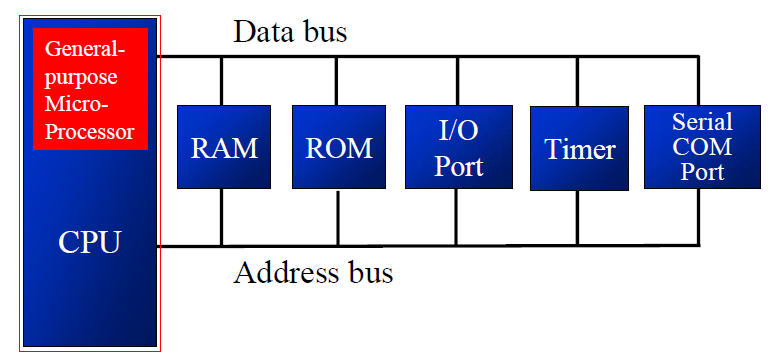 Data bus
General-
purpose
Micro-
Processor
RAM
ROM
I/O
Port
Timer
Serial
COM
Port
CPU
Address bus